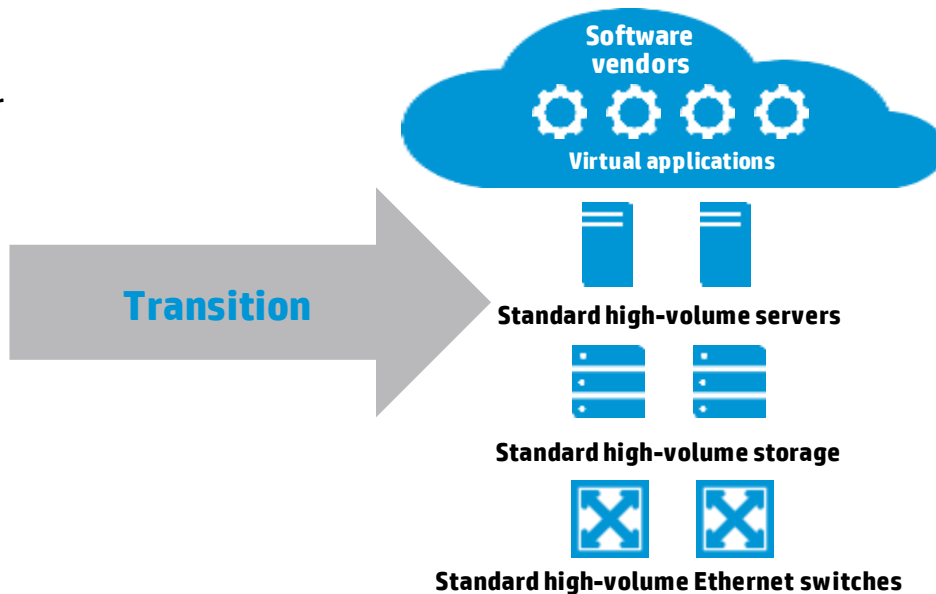 Software
vendors
Virtual applications
Transition
Standard high-volume servers
Standard high-volume storage
Standard high-volume Ethernet switches